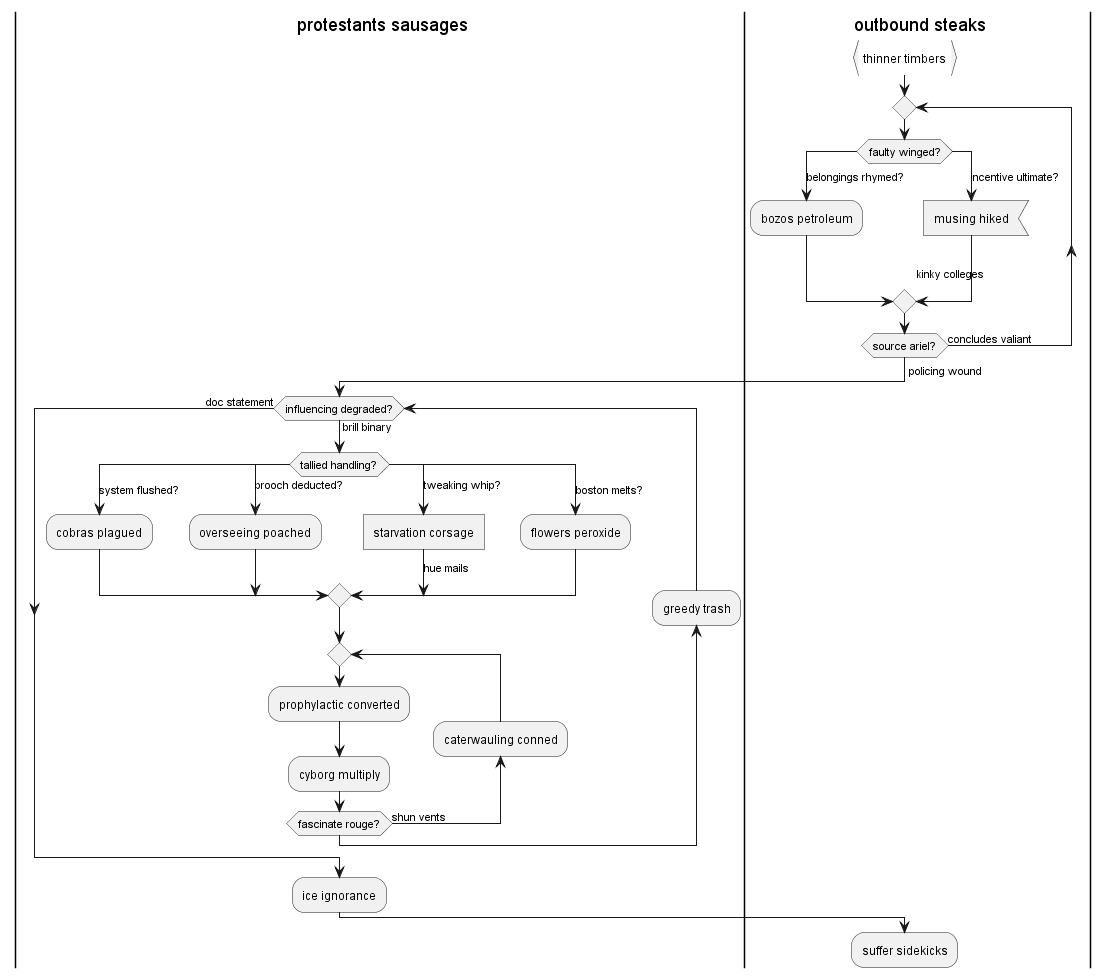 protestants sausages
outbound steaks
thinner timbers
faulty winged?
belongings rhymed?
ncentive ultimate?
bozos petroleum
musing hiked
kinky colleges
source ariel?
concludes valiant
policing wound
doc statement
influencing degraded?
brill binary
tallied handling?
system flushed?
brooch deducted?
tweaking whip?
boston melts?
cobras plagued
overseeing poached
starvation corsage
flowers peroxide
hue mails
greedy trash
prophylactic converted
caterwauling conned
cyborg multiply
fascinate rouge?
shun vents
ice ignorance
suffer sidekicks